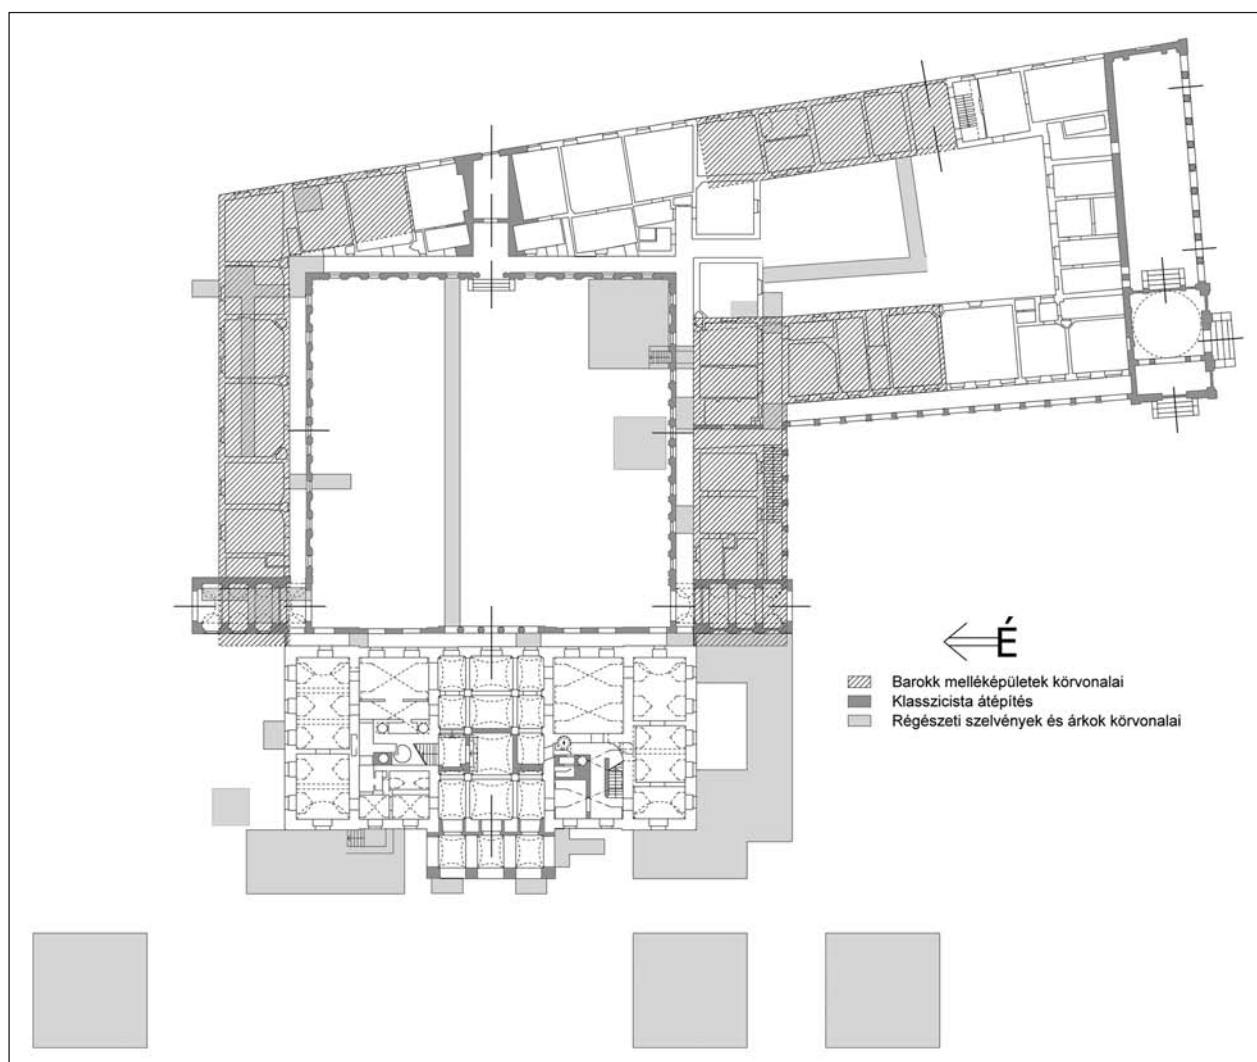 É
Barokk melléképületek körvonalai
Klasszicista átépítés
Régészeti szelvények és árkok körvonalai